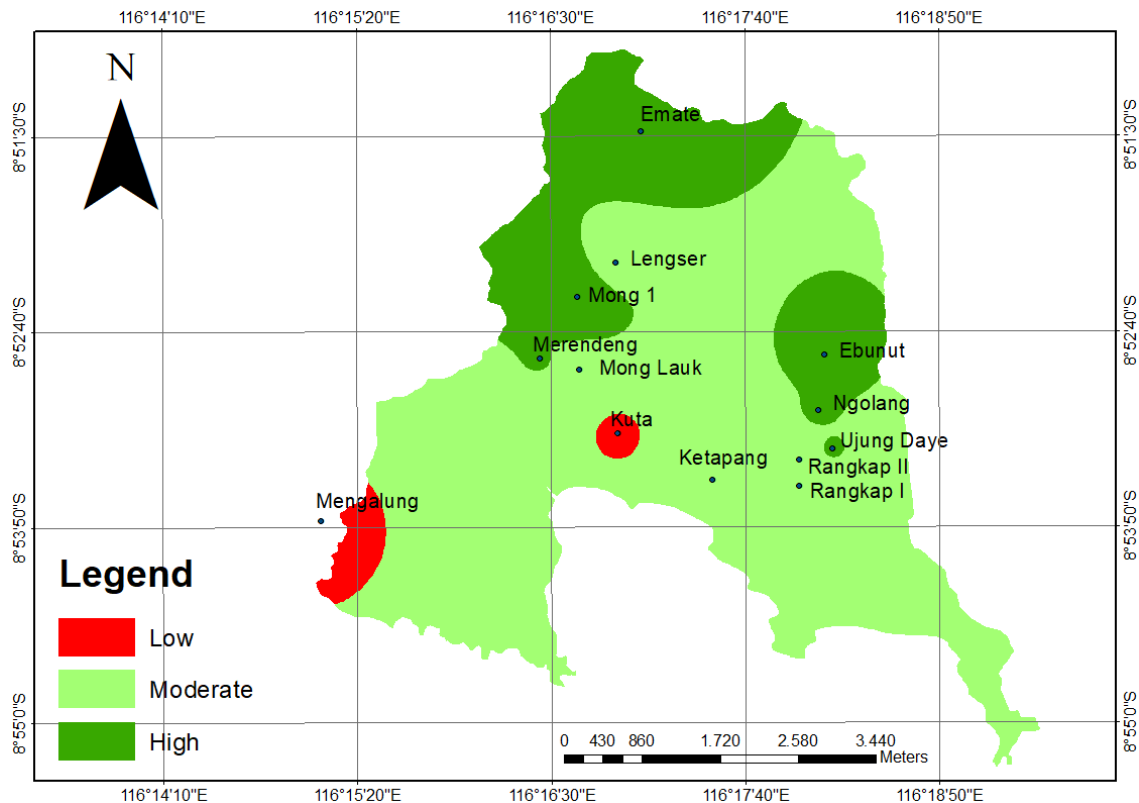 116°14'10"E 116°15'20"E 116°16'30"E 116°17'40"E 116°18'50"E
N
8°51'30"S
8°51'30"S
Emate
Lengser
Mong 1
8°52'40"S
8°52'40"S
Merendeng
Ebunut
Mong Lauk
Ngolang
Kuta
Ujung Daye
Ketapang
Rangkap II
Rangkap I
Mengalung
8°53'50"S
8°53'50"S
Legend
Low
Moderate
High
8°55'0"S
8°55'0"S
0 430 860 1.720 2.580 3.440
Meters
116°14'10"E 116°15'20"E 116°16'30"E 116°17'40"E 116°18'50"E